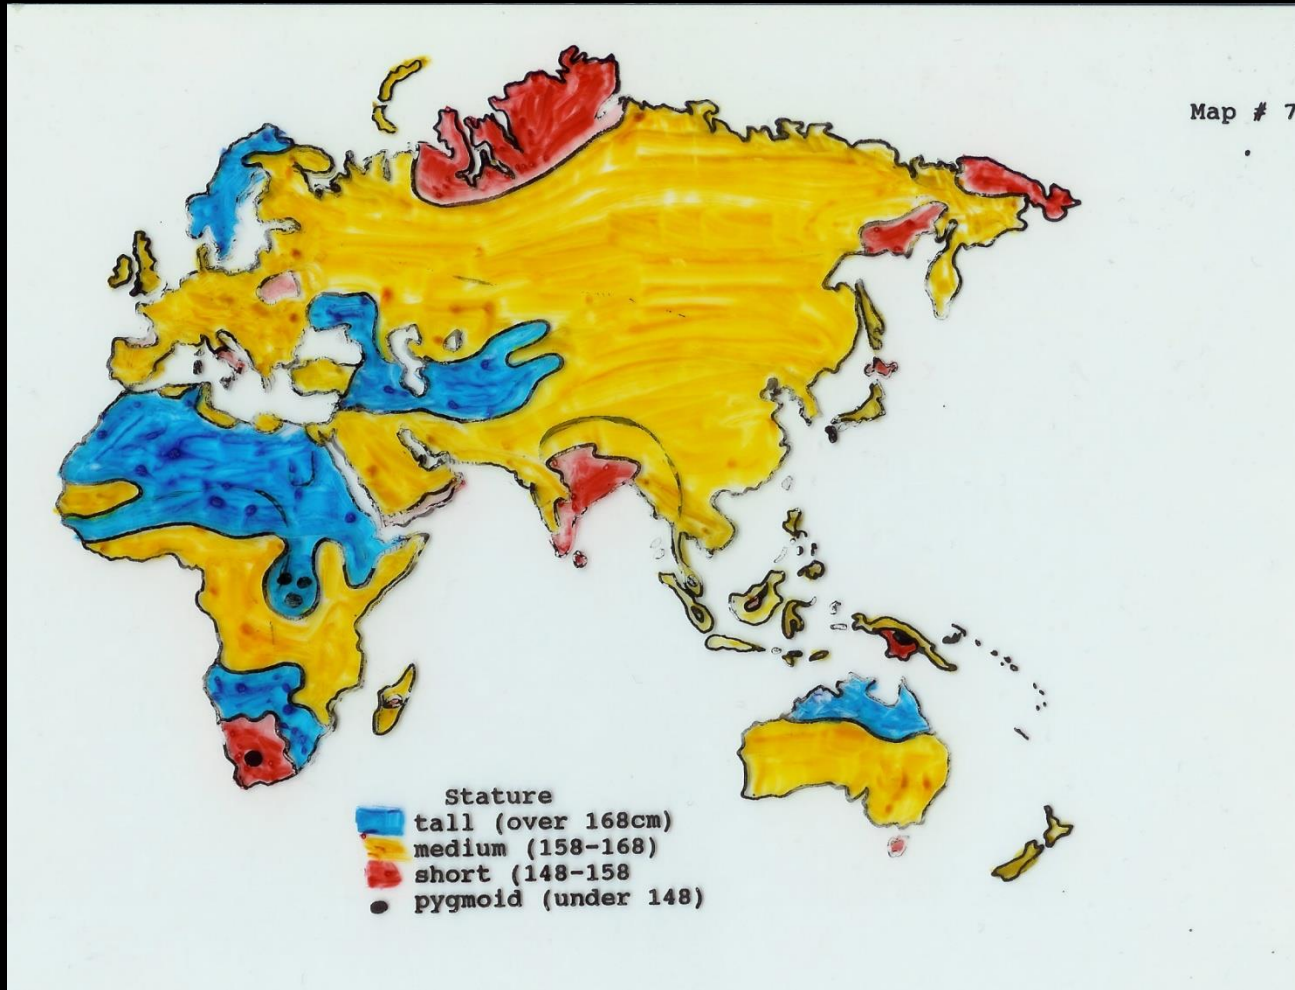 Map # 7
Stature
tall (over 168cm)
medium (158-168)
short (148-158
pygmoid (under 148)